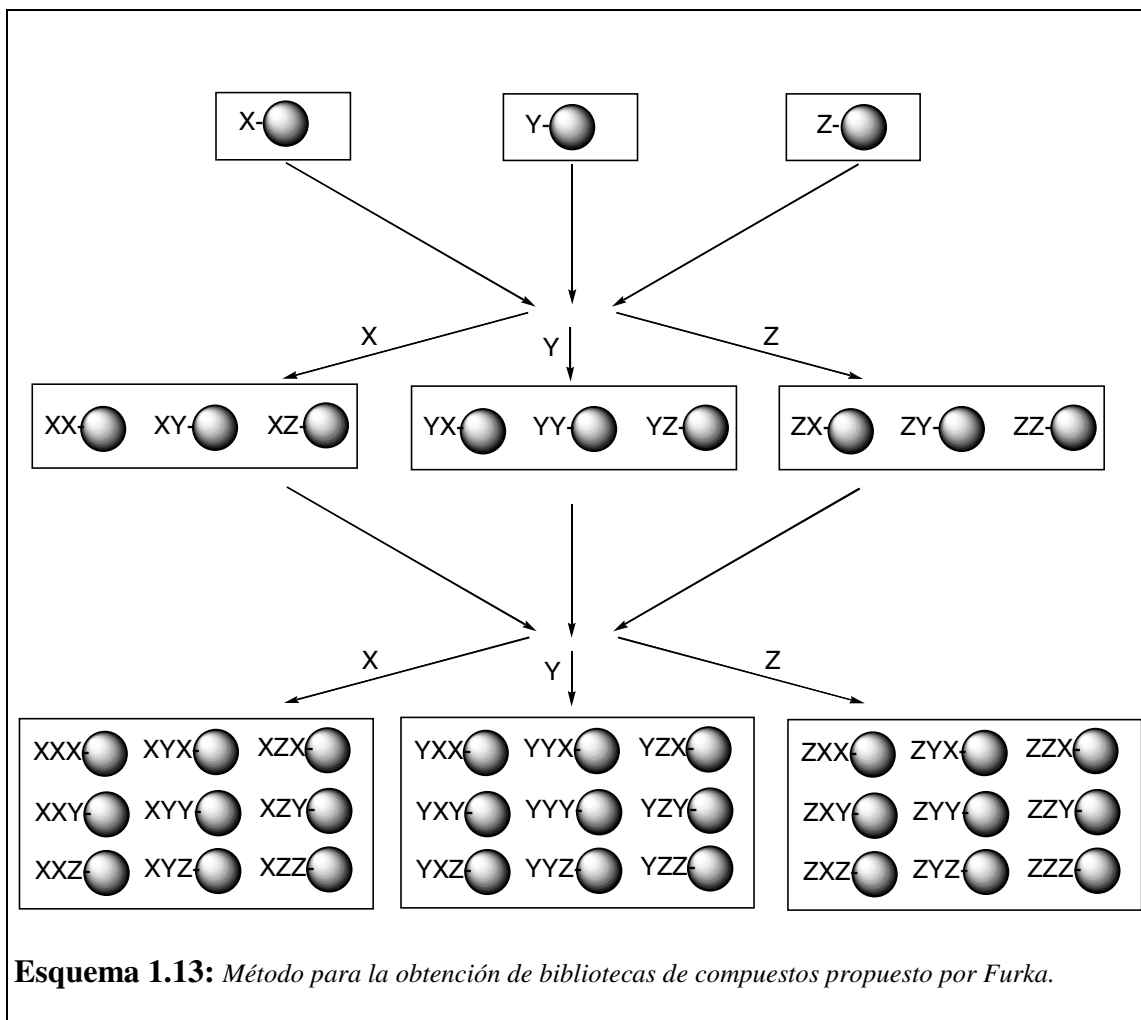 X- Y- Z-
X Y Z
XX- XY- XZ- YX- YY- YZ- ZX- ZY- ZZ-
X Y Z
XXX- XYX- XZX- YXX- YYX- YZX- ZXX- ZYX- ZZX-
XXY- XYY- XZY- YXY- YYY- YZY- ZXY- ZYY- ZZY-
XXZ- XYZ- XZZ- YXZ- YYZ- YZZ- ZXZ- ZYZ- ZZZ-
Esquema 1.13: Método para la obtención de bibliotecas de compuestos propuesto por Furka.